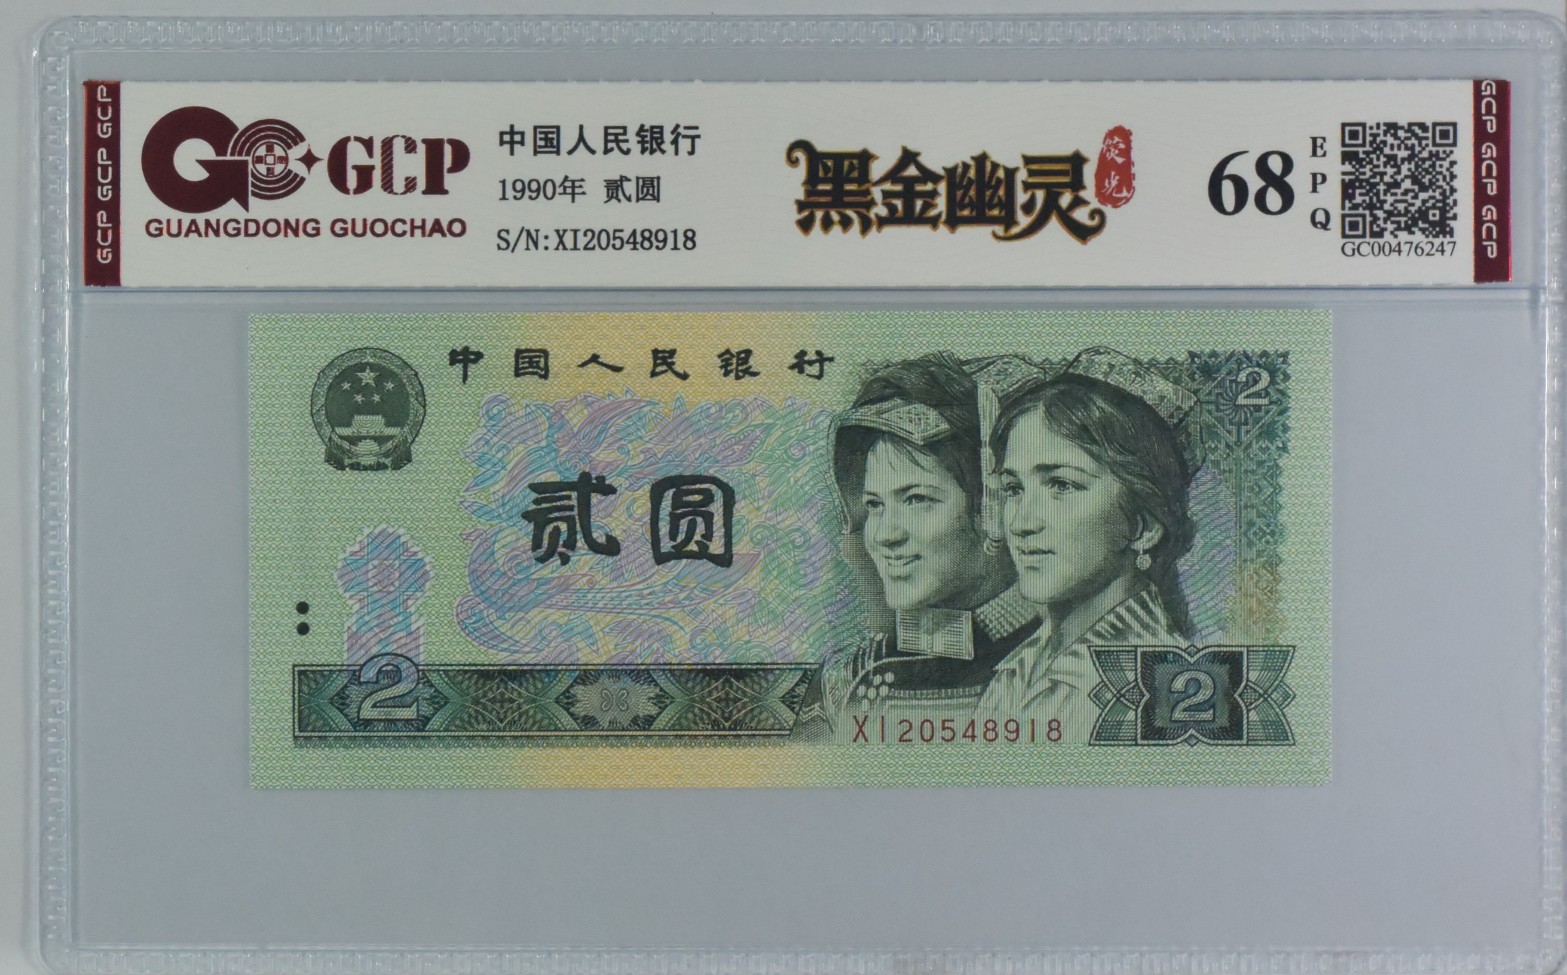 GCP GCP GCP
GCP
GUANGDONG GUOCHAO
中国人民银行
1990年 贰圆
S/N:XI20548918
黑金幽灵
荧光
68
EPQ
GC00476247
GCP GCP GCP
中国人民银行
2
贰圆
2
2
XI20548918